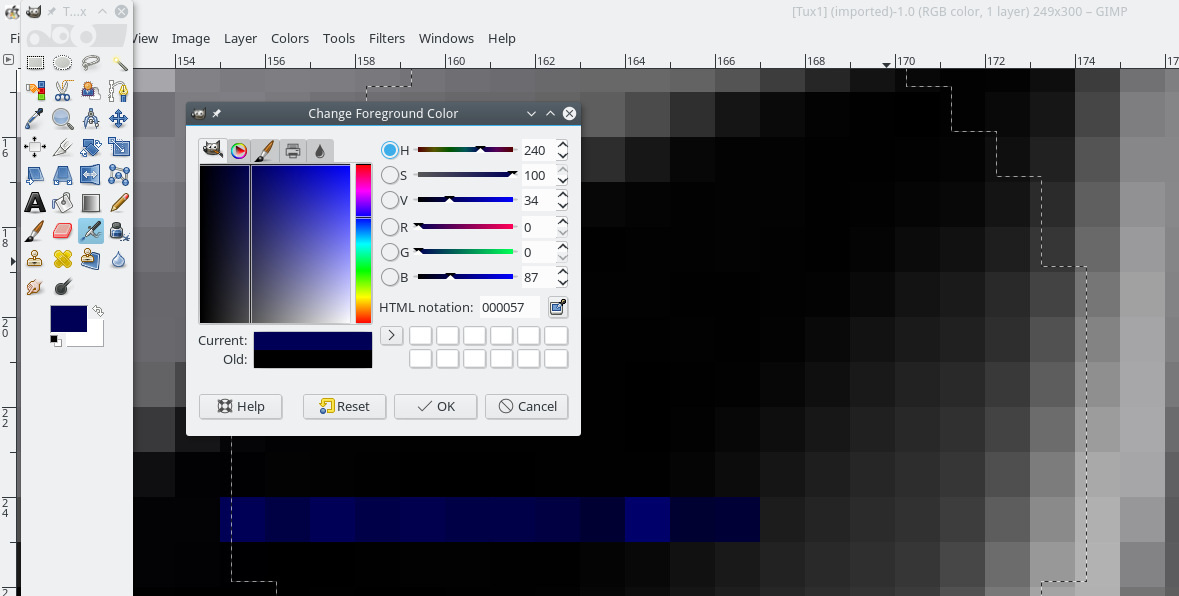 T...x
[Tux1] (imported)-1.0 (RGB color, 1 layer) 249x300 – GIMP
Fi
View Image Layer Colors Tools Filters Windows Help
154 156 158 160 162 164 166 168 170 172 174 17
16
18
20
22
24
2
Change Foreground Color
H 240
S 100
V 34
R 0
G 0
B 87
HTML notation: 000057
Current:
Old:
Help Reset OK Cancel